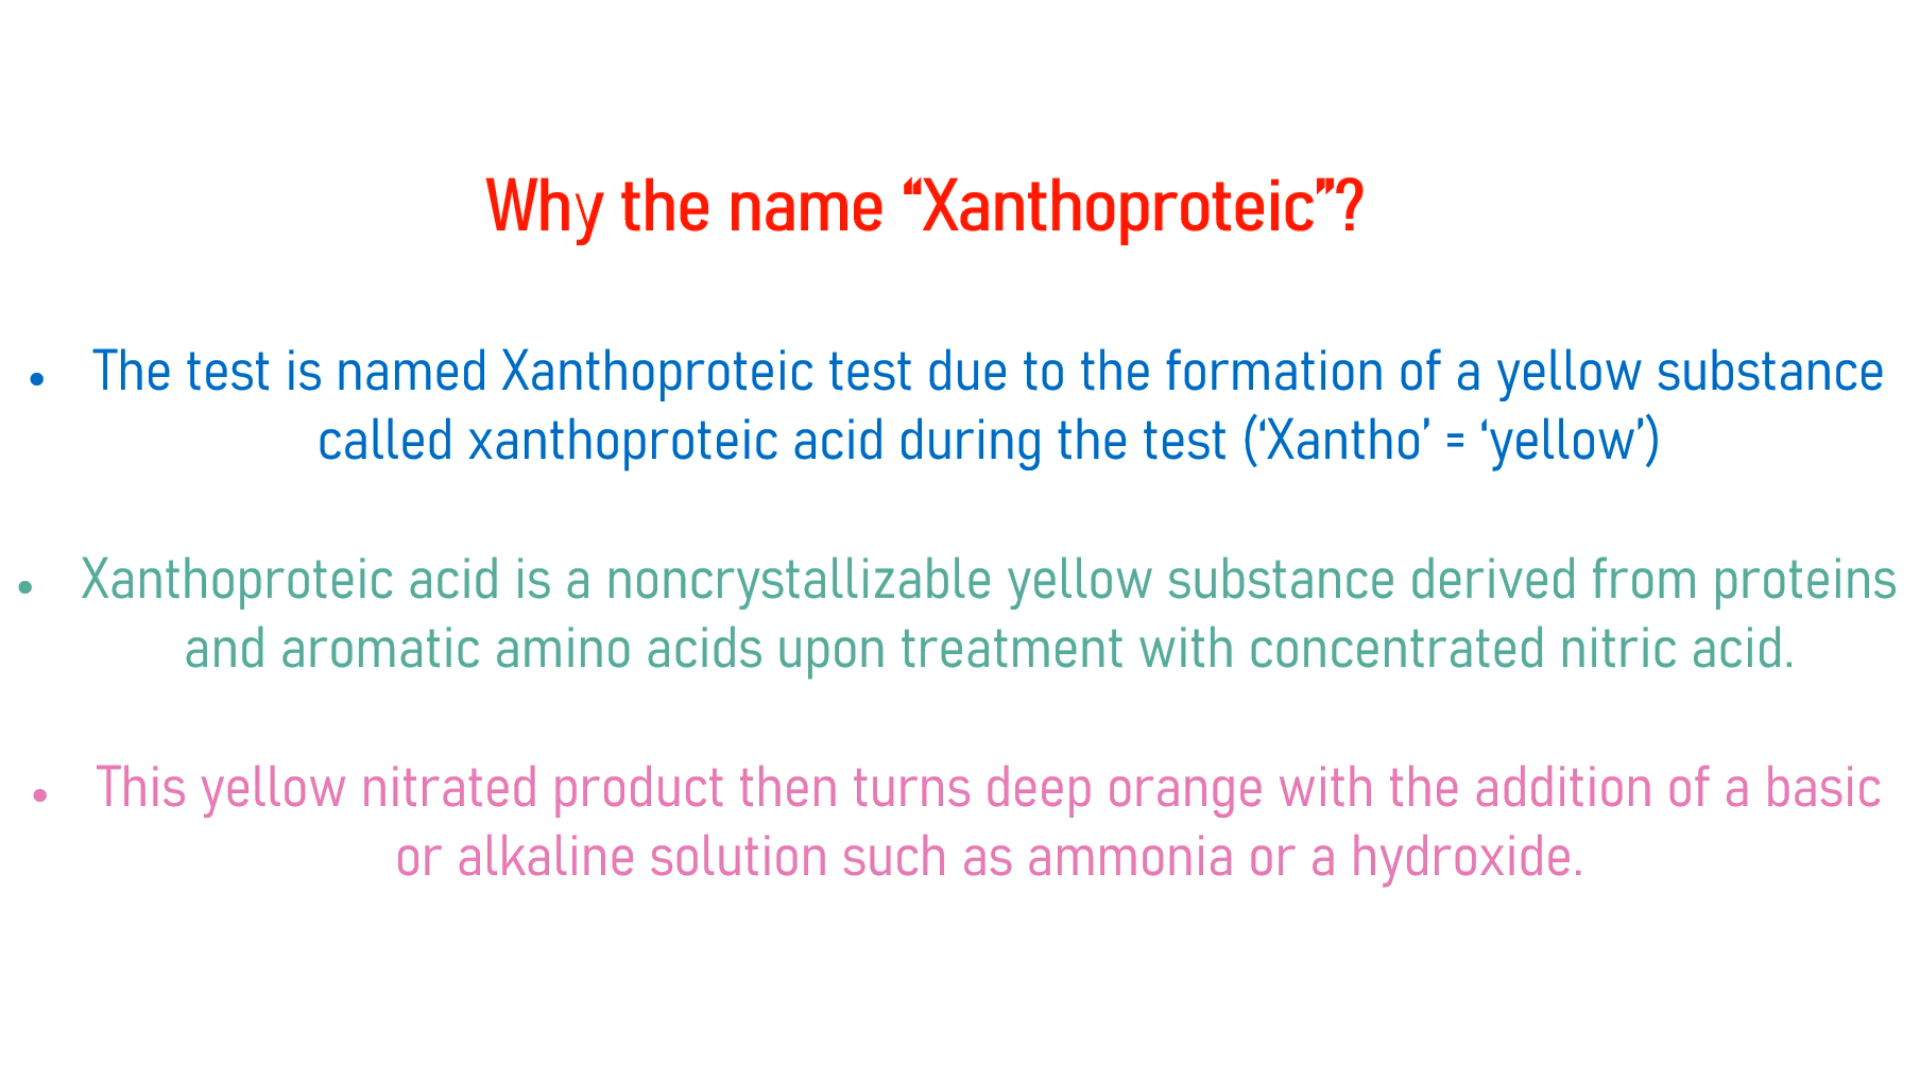 Why the name “Xanthoproteic”?
• The test is named Xanthoproteic test due to the formation of a yellow substance
called xanthoproteic acid during the test (‘Xantho’ = ‘yellow’)
• Xanthoproteic acid is a noncrystallizable yellow substance derived from proteins
and aromatic amino acids upon treatment with concentrated nitric acid.
• This yellow nitrated product then turns deep orange with the addition of a basic
or alkaline solution such as ammonia or a hydroxide.